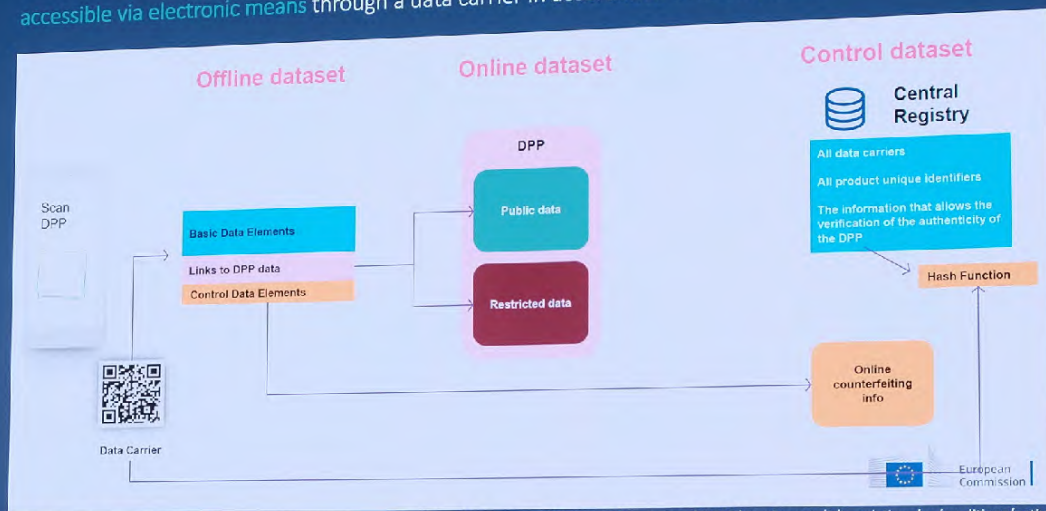 accessible via electronic means through a data carrier in
Offline dataset
Online dataset
Control dataset
Central
Registry
DPP
All data carriers
All product unique identifiers
The information that allows the
verification of the authenticity of
the DPP
Scan
DPP
Public data
Basic Data Elements
Links to DPP data
Control Data Elements
Hash Function
Restricted data
Online
counterfeiting
info
Data Carrier
European
Commission